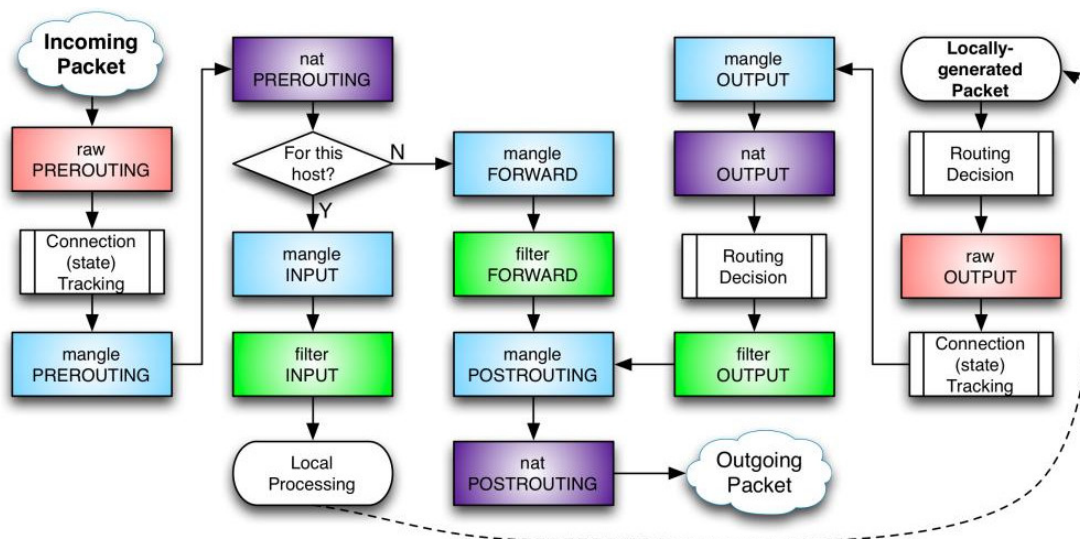 Incoming
Packet
raw
PREROUTING
Connection
(state)
Tracking
mangle
PREROUTING
nat
PREROUTING
For this
host?
N
Y
mangle
INPUT
filter
INPUT
Local
Processing
mangle
FORWARD
filter
FORWARD
mangle
POSTROUTING
nat
POSTROUTING
mangle
OUTPUT
nat
OUTPUT
Routing
Decision
filter
OUTPUT
Outgoing
Packet
Locally-
generated
Packet
Routing
Decision
raw
OUTPUT
Connection
(state)
Tracking